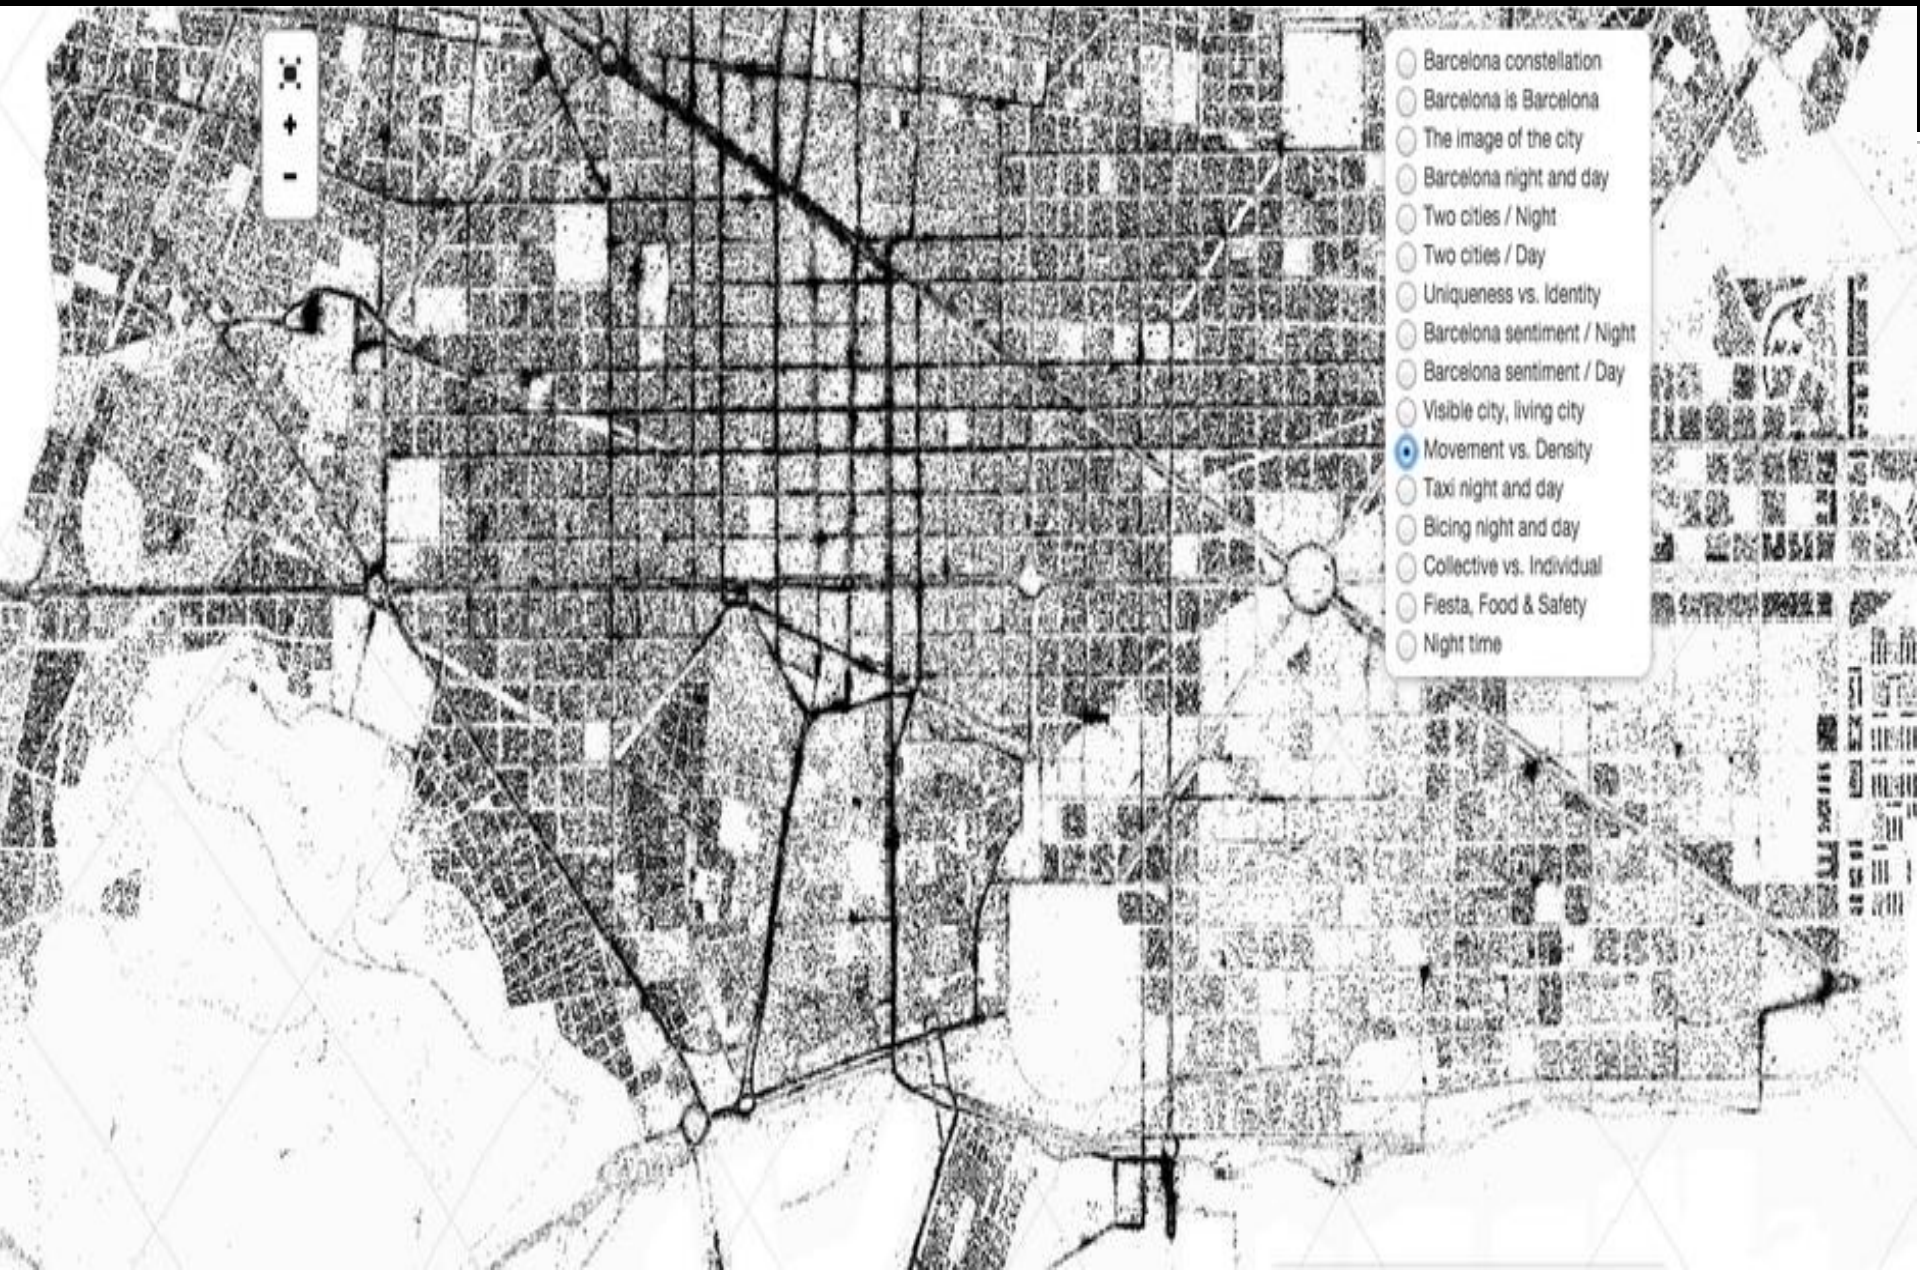 +
-
Barcelona constellation
Barcelona is Barcelona
The image of the city
Barcelona night and day
Two cities / Night
Two cities / Day
Uniqueness vs. Identity
Barcelona sentiment / Night
Barcelona sentiment / Day
Visible city, living city
Movement vs. Density
Taxi night and day
Bicing night and day
Collective vs. Individual
Fiesta, Food & Safety
Night time